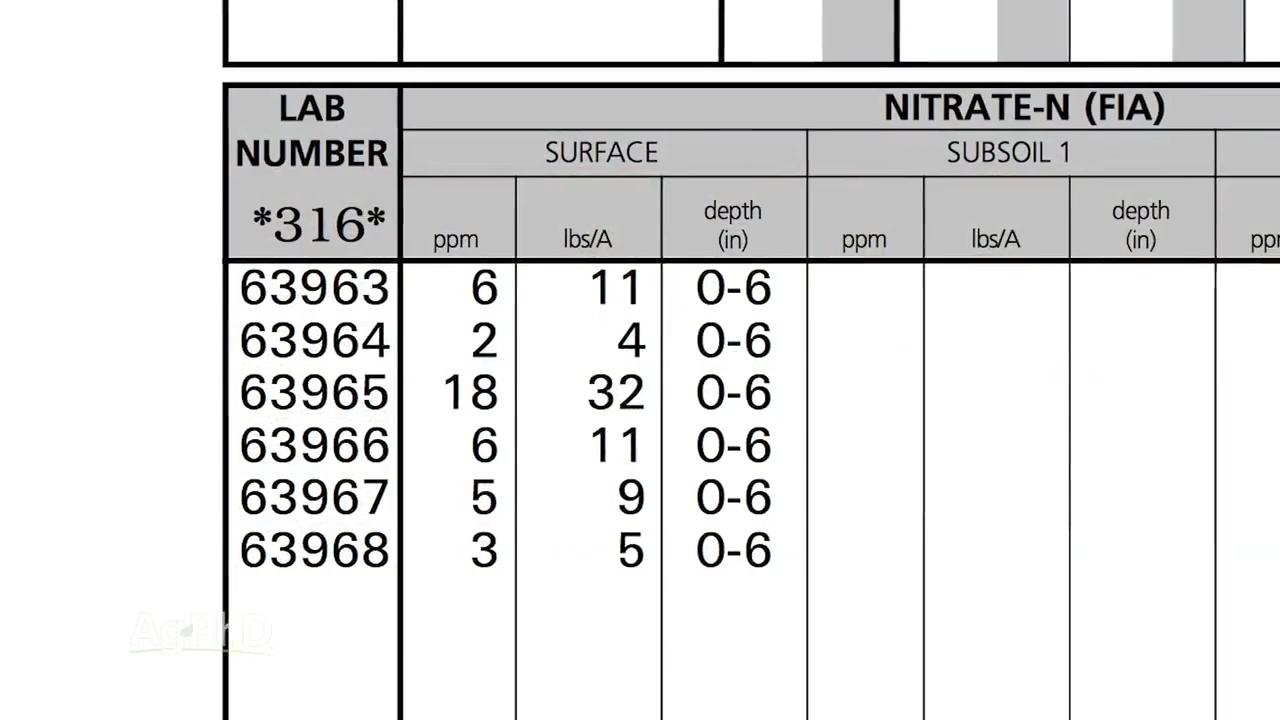 LAB NUMBER
*316*
NITRATE-N (FIA)
SURFACE SUBSOIL 1
ppm lbs/A depth (in) ppm lbs/A depth (in)
63963 6 11 0-6
63964 2 4 0-6
63965 18 32 0-6
63966 6 11 0-6
63967 5 9 0-6
63968 3 5 0-6
Ag PhD